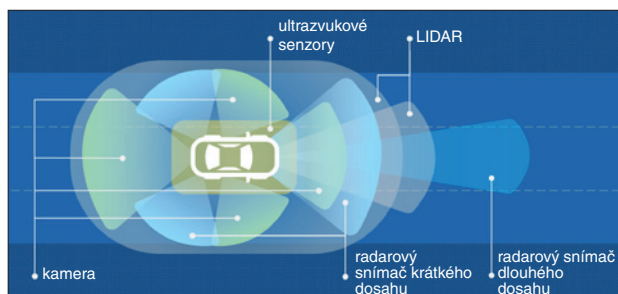 ultrazvukové
senzory
LIDAR
kamera
radarový
snímač krátkého
dosahu
radarový snímač
dlouhého
dosahu